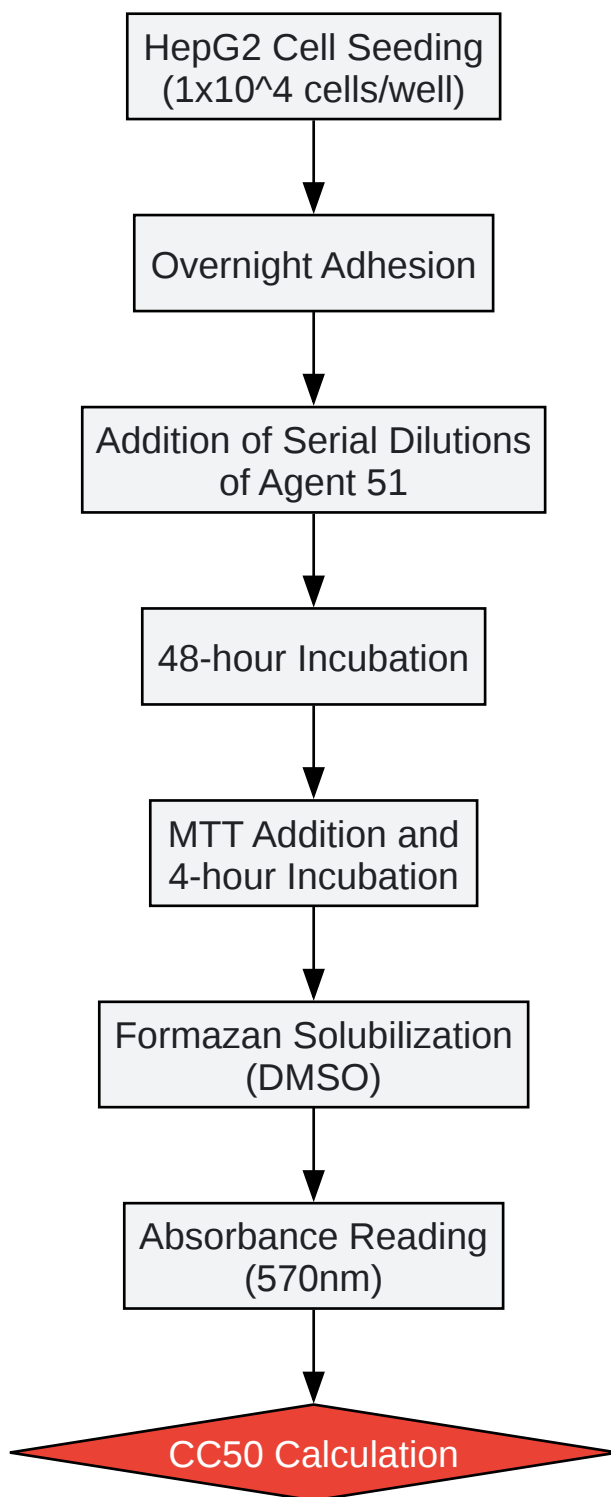 HepG2 Cell Seeding
(1x10^4 cells/well)
Overnight Adhesion
Addition of Serial Dilutions
of Agent 51
48-hour Incubation
MTT Addition and
4-hour Incubation
Formazan Solubilization
(DMSO)
Absorbance Reading
(570nm)
CC50 Calculation